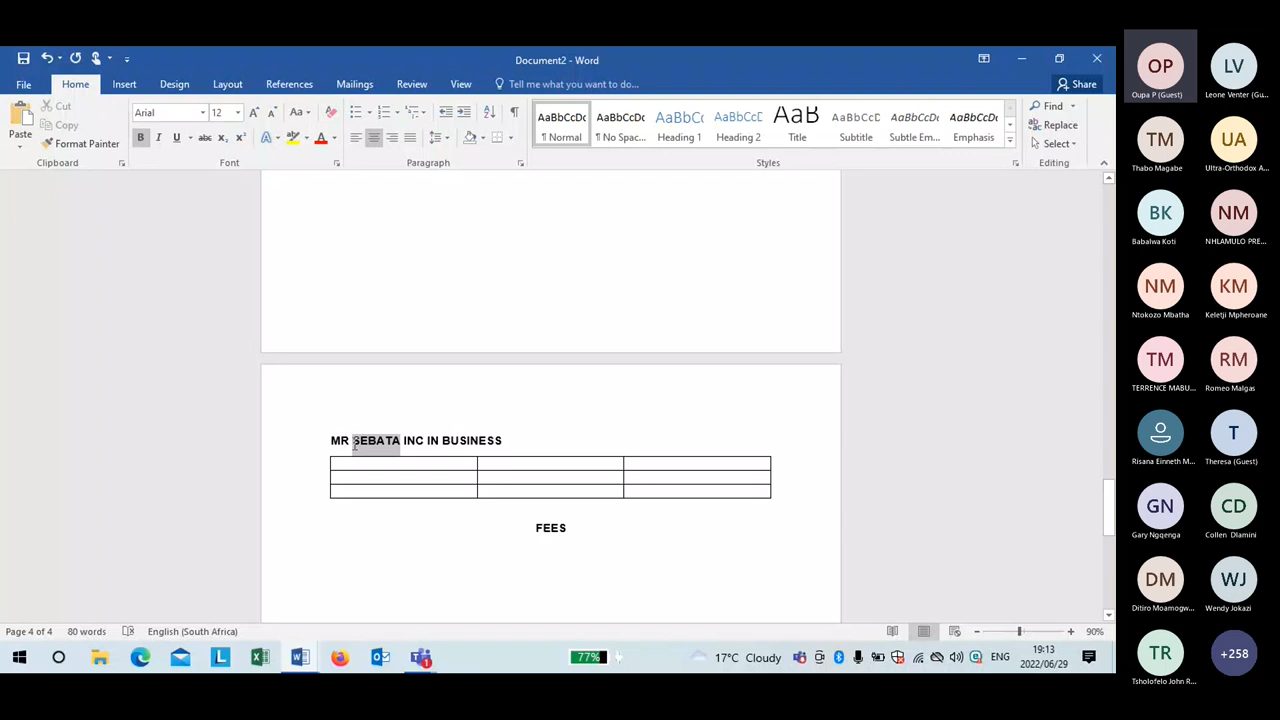 Document2 - Word
File Home Insert Design Layout References Mailings Review View Tell me what you want to do... Share
Paste
Cut
Copy
Format Painter
Clipboard
Arial 12
Aa
B I U abc x₂ x²
Font
Paragraph
AaBbCcDc AaBbCcDc AaBbC AaBbCcD AaB AaBbCcD AaBbCcDc AaBbCcDc
¶ Normal ¶ No Spac... Heading 1 Heading 2 Title Subtitle Subtle Em... Emphasis
Styles
Find
Replace
Select
Editing
MR SEBATA INC IN BUSINESS
FEES
Page 4 of 4 80 words English (South Africa) 90%
77% 17°C Cloudy ENG 19:13
2022/06/29
OP LV
Oupa P (Guest) Leone Venter (Gu...
TM UA
Thabo Magabe Ultra-Orthodox A...
BK NM
Babalwa Koti NHLAMULO PRE...
NM KM
Ntokozo Mbatha Keletji Mpheroane
TM RM
TERRENCE MABU... Romeo Malgas
T
Risana Einneth M... Theresa (Guest)
GN CD
Gary Ngqenga Collen Dlamini
DM WJ
Ditiro Moamogw... Wendy Jokazi
TR +258
Tsholofelo John R...